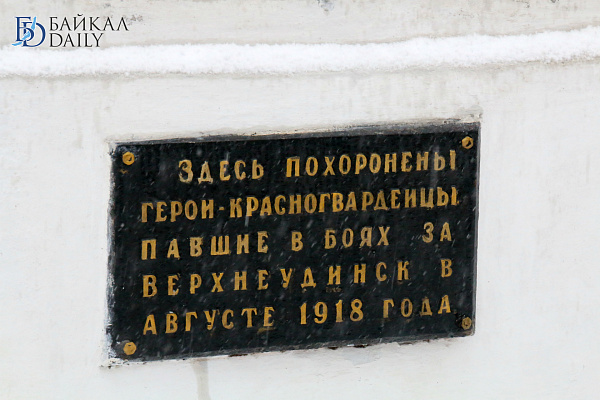 БАЙКАЛ
DAILY
ЗДЕСЬ ПОХОРОНЕНЫ
ГЕРОИ-КРАСНОГВАРДЕЙЦЫ
ПАВШИЕ В БОЯХ ЗА
ВЕРХНЕУДИНСК В
АВГУСТЕ 1918 ГОДА